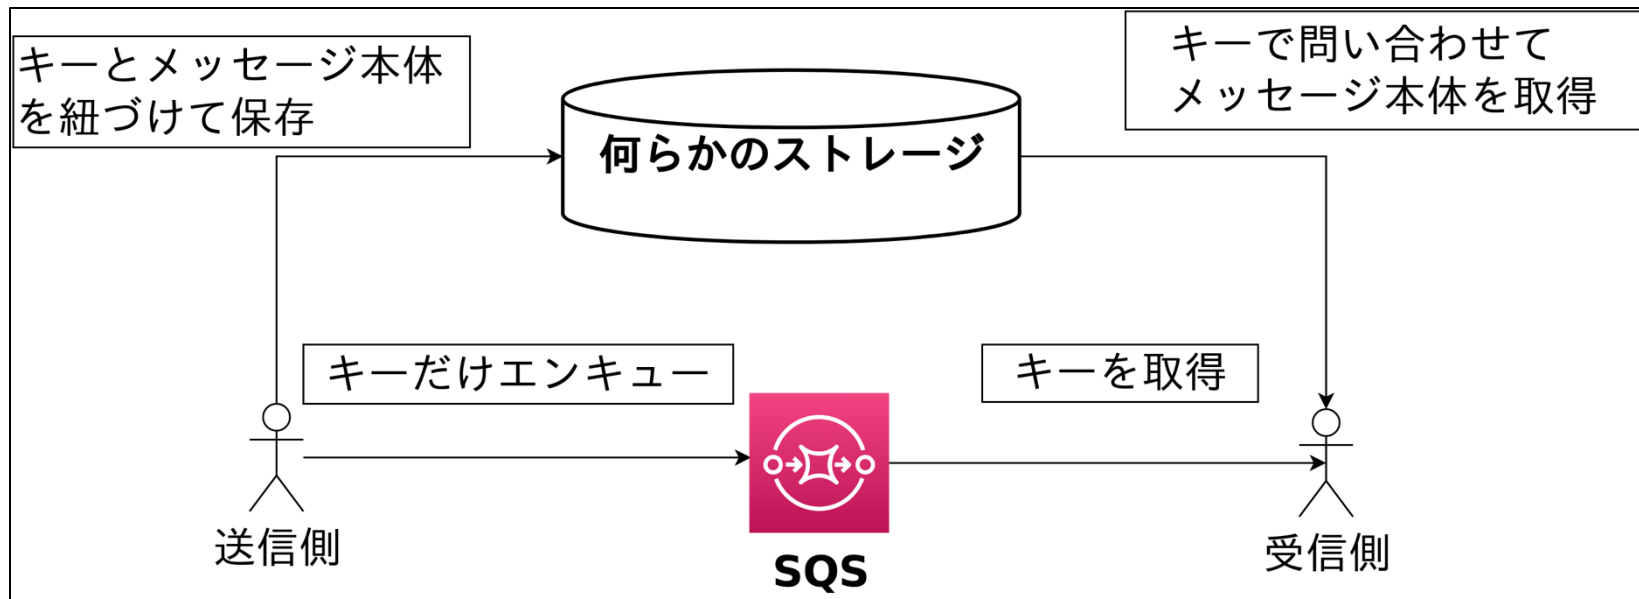 キーとメッセージ本体
を紐づけて保存
キーで問い合わせて
メッセージ本体を取得
何らかのストレージ
キーだけエンキュー
キーを取得
送信側
SQS
受信側